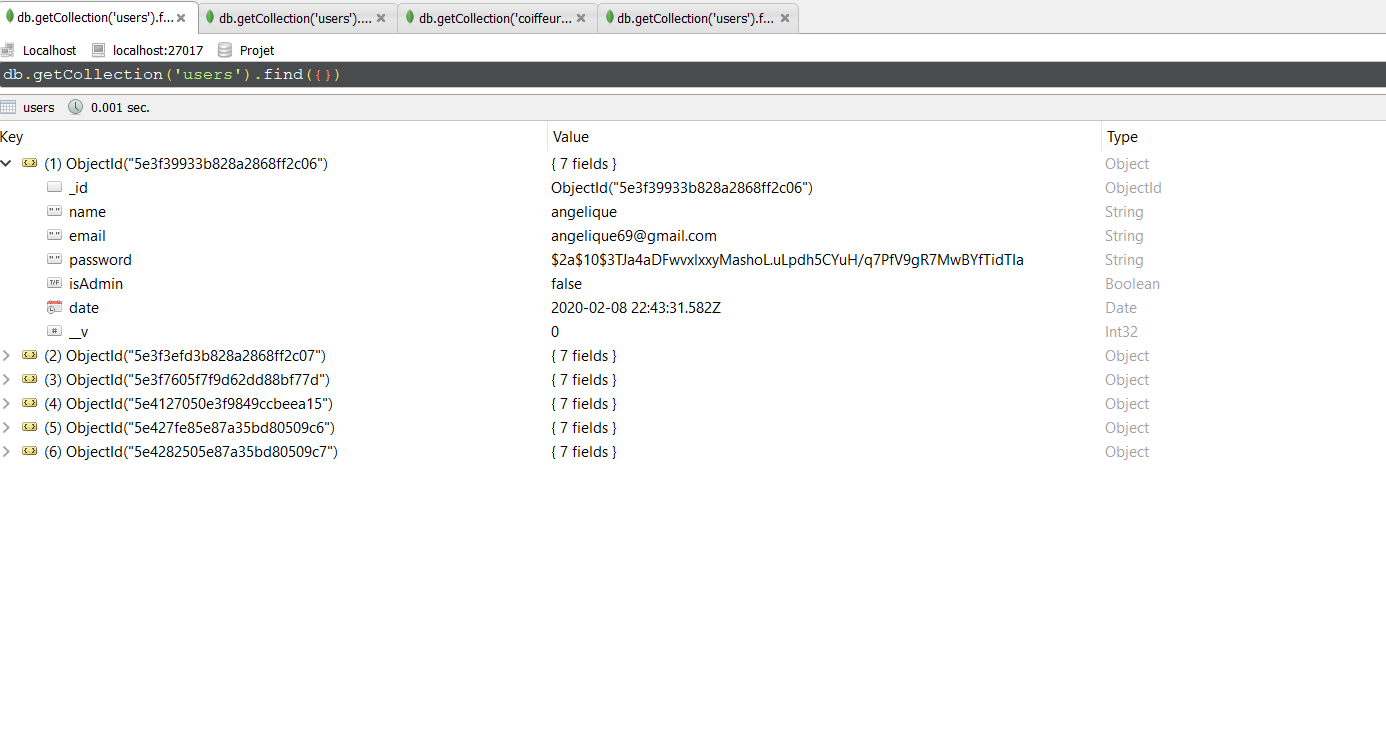 db.getCollection('users').f... db.getCollection('users').... db.getCollection('coiffeur... db.getCollection('users').f...
Localhost localhost:27017 Projet
db.getCollection('users').find({})
users 0.001 sec.
Key Value Type
(1) ObjectId("5e3f39933b828a2868ff2c06") { 7 fields } Object
_id ObjectId("5e3f39933b828a2868ff2c06") ObjectId
" " name angelique String
" " email angelique69@gmail.com String
" " password $2a$10$3TJa4aDFwvxlxxyMashoL.uLpdh5CYuH/q7PfV9gR7MwBYfTidTIa String
T/F isAdmin false Boolean
date 2020-02-08 22:43:31.582Z Date
# __v 0 Int32
(2) ObjectId("5e3f3efd3b828a2868ff2c07") { 7 fields } Object
(3) ObjectId("5e3f7605f7f9d62dd88bf77d") { 7 fields } Object
(4) ObjectId("5e4127050e3f9849ccbeea15") { 7 fields } Object
(5) ObjectId("5e427fe85e87a35bd80509c6") { 7 fields } Object
(6) ObjectId("5e4282505e87a35bd80509c7") { 7 fields } Object